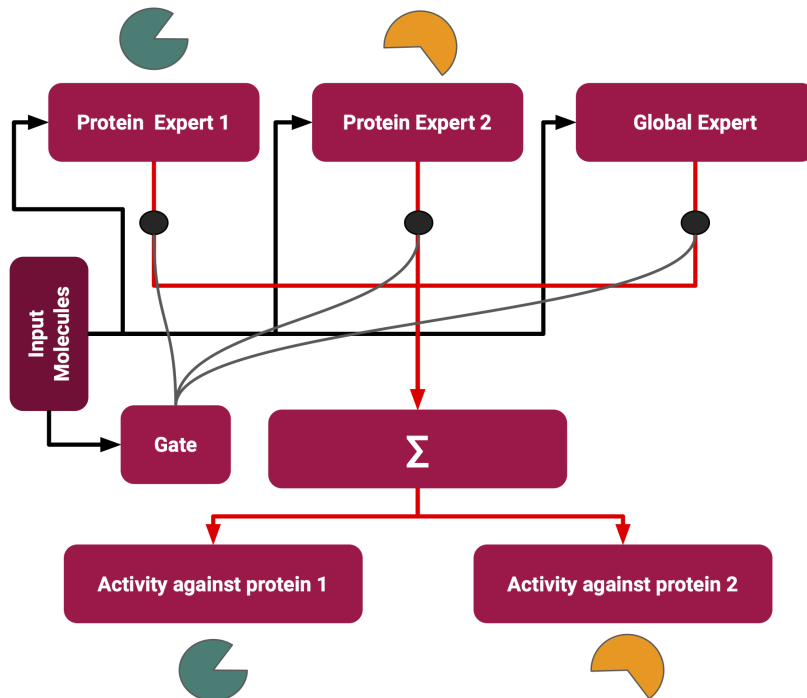 Protein Expert 1
Protein Expert 2
Global Expert
Input
Molecules
Gate
Σ
Activity against protein 1
Activity against protein 2